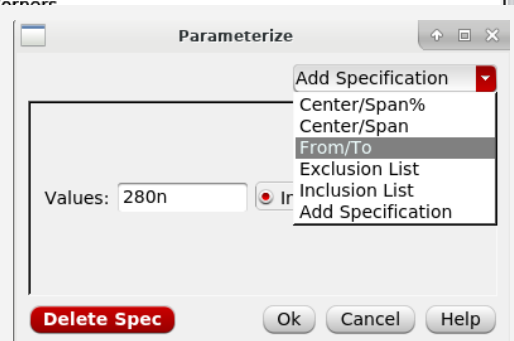 Parameterize
Add Specification
Center/Span%
Center/Span
From/To
Exclusion List
Inclusion List
Add Specification
Values: 280n
Delete Spec Ok Cancel Help